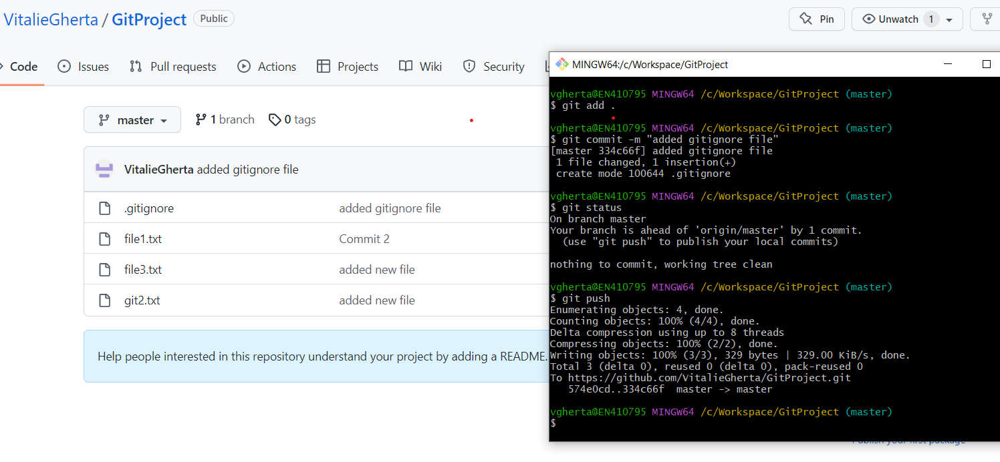 VitalieGherta / GitProject Public
Pin
Unwatch 1
Code
Issues
Pull requests
Actions
Projects
Wiki
Security
master
1 branch
0 tags
VitalieGherta added gitignore file
.gitignore added gitignore file
file1.txt Commit 2
file3.txt added new file
git2.txt added new file
Help people interested in this repository understand your project by adding a README.
MINGW64:/c/Workspace/GitProject
vgherta@EN410795 MINGW64 /c/Workspace/GitProject (master)
$ git add .
vgherta@EN410795 MINGW64 /c/Workspace/GitProject (master)
$ git commit -m "added gitignore file"
[master 334c66f] added gitignore file
1 file changed, 1 insertion(+)
create mode 100644 .gitignore
vgherta@EN410795 MINGW64 /c/Workspace/GitProject (master)
$ git status
On branch master
Your branch is ahead of 'origin/master' by 1 commit.
(use "git push" to publish your local commits)
nothing to commit, working tree clean
vgherta@EN410795 MINGW64 /c/Workspace/GitProject (master)
$ git push
Enumerating objects: 4, done.
Counting objects: 100% (4/4), done.
Delta compression using up to 8 threads
Compressing objects: 100% (2/2), done.
Writing objects: 100% (3/3), 329 bytes | 329.00 KiB/s, done.
Total 3 (delta 0), reused 0 (delta 0), pack-reused 0
To https://github.com/VitalieGherta/GitProject.git
574e0cd..334c66f master -> master
vgherta@EN410795 MINGW64 /c/Workspace/GitProject (master)
$
Publish your first package